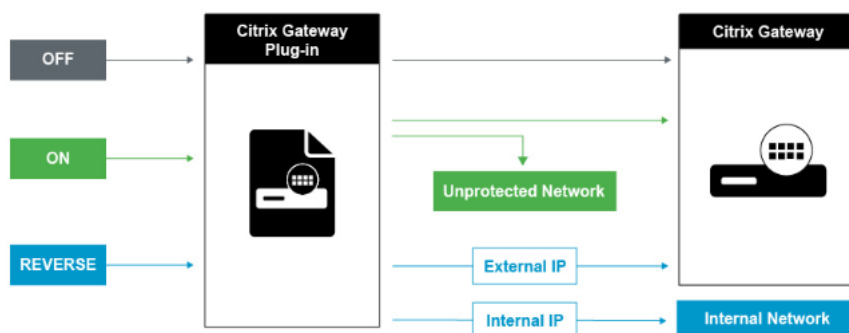 Citrix Gateway
Plug-in
Citrix Gateway
OFF
ON
Unprotected Network
REVERSE
External IP
Internal IP
Internal Network